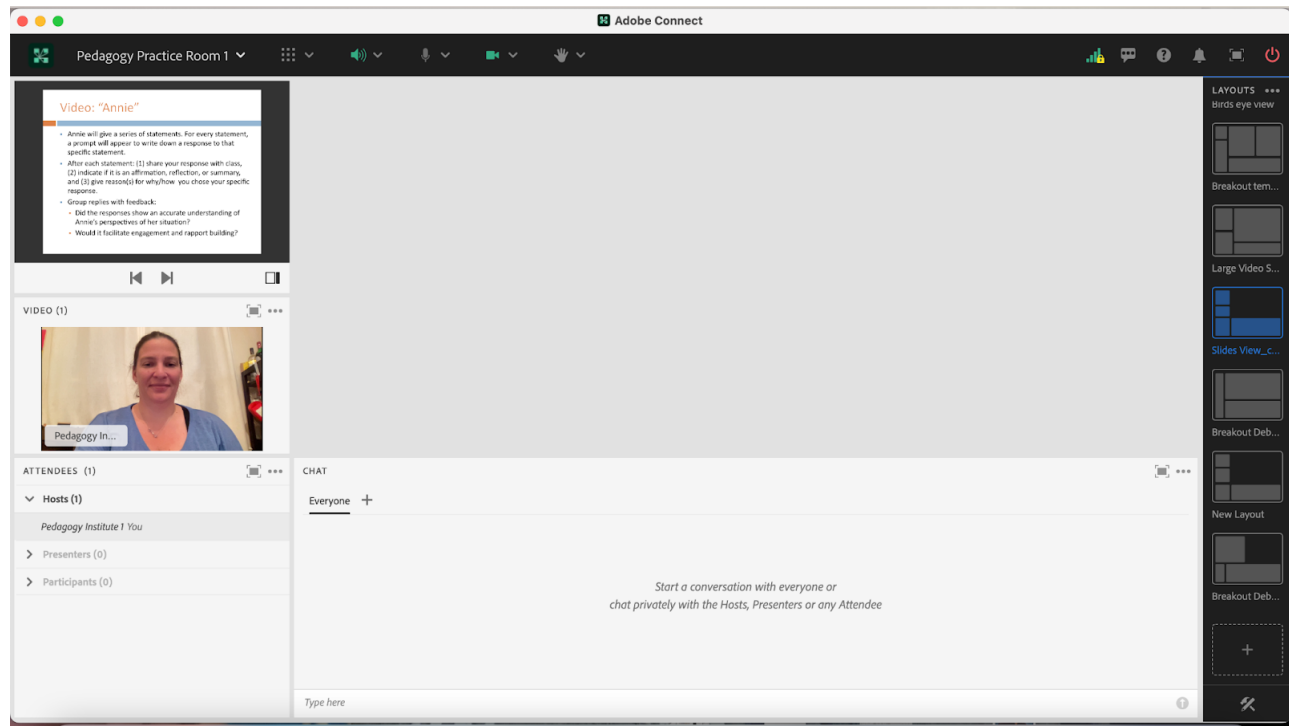 Adobe Connect
Pedagogy Practice Room 1
Video: "Annie"
• Annie will give a series of statements. For every statement,
a prompt will appear to write down a response to that
specific statement.
• After each statement: (1) share your response with class,
(2) indicate if it is an affirmation, reflection, or summary,
and (3) give reason(s) for why/how you chose your specific
response.
• Group replies with feedback:
• Did the responses show an accurate understanding of
Annie's perspectives of her situation?
• Would it facilitate engagement and rapport building?
VIDEO (1)
Pedagogy In...
ATTENDEES (1)
Hosts (1)
Pedagogy Institute 1 You
Presenters (0)
Participants (0)
CHAT
Everyone
Start a conversation with everyone or
chat privately with the Hosts, Presenters or any Attendee
Type here
LAYOUTS
Birds eye view
Breakout tem...
Large Video S...
Slides View_c...
Breakout Deb...
New Layout
Breakout Deb...